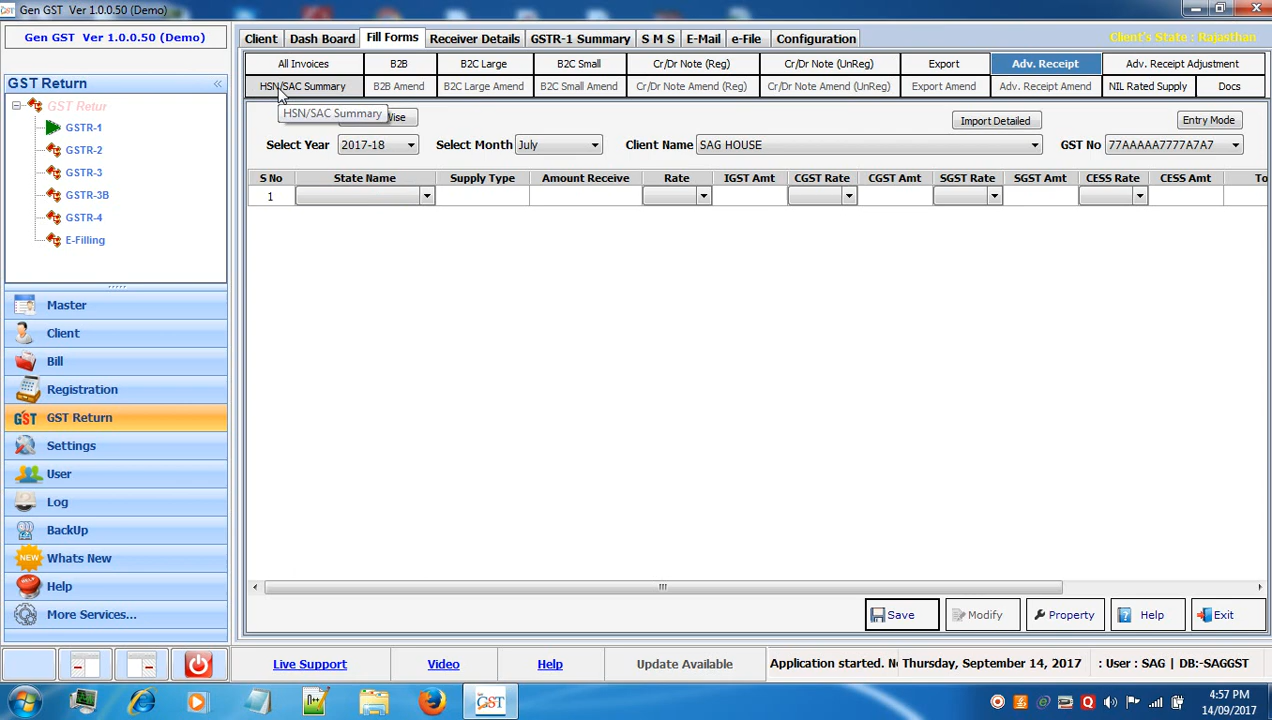 Gen GST Ver 1.0.0.50 (Demo)
Gen GST Ver 1.0.0.50 (Demo)
Client Dash Board Fill Forms Receiver Details GSTR-1 Summary S M S E-Mail e-File Configuration Client's State : Rajasthan
All Invoices B2B B2C Large B2C Small Cr/Dr Note (Reg) Cr/Dr Note (UnReg) Export Adv. Receipt Adv. Receipt Adjustment
HSN/SAC Summary B2B Amend B2C Large Amend B2C Small Amend Cr/Dr Note Amend (Reg) Cr/Dr Note Amend (UnReg) Export Amend Adv. Receipt Amend NIL Rated Supply Docs
HSN/SAC Summary
Import Detailed Entry Mode
Select Year 2017-18 Select Month July Client Name SAG HOUSE GST No 77AAAAA7777A7A7
S No State Name Supply Type Amount Receive Rate IGST Amt CGST Rate CGST Amt SGST Rate SGST Amt CESS Rate CESS Amt To
1
GST Return
GST Retur
GSTR-1
GSTR-2
GSTR-3
GSTR-3B
GSTR-4
E-Filling
Master
Client
Bill
Registration
GST Return
Settings
User
Log
BackUp
NEW Whats New
Help
More Services...
Save Modify Property Help Exit
Live Support Video Help Update Available Application started. N Thursday, September 14, 2017 : User : SAG | DB:-SAGGST
4:57 PM
14/09/2017